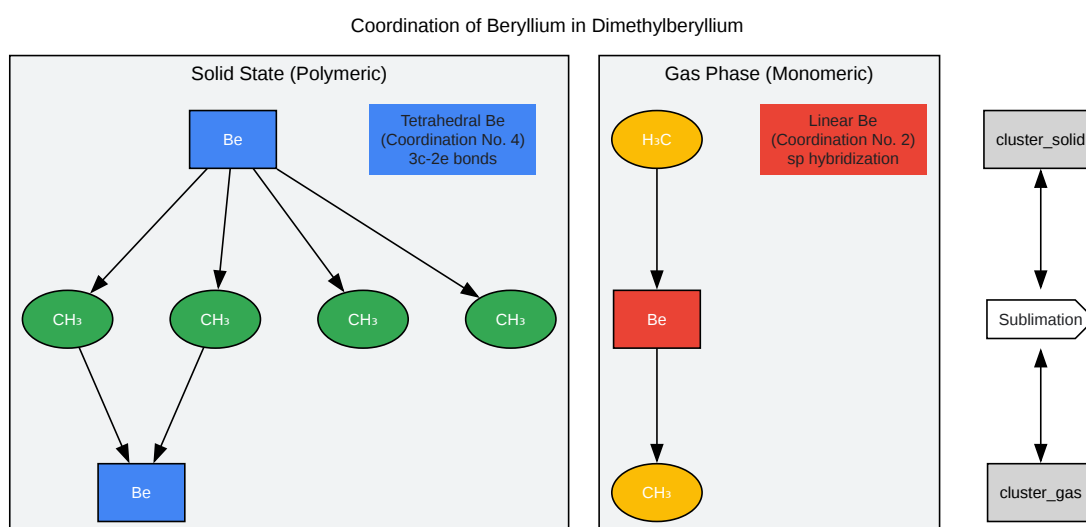 Coordination of Beryllium in Dimethylberyllium
Solid State (Polymeric)
Be
Tetrahedral Be
(Coordination No. 4)
3c-2e bonds
CH₃
CH₃
CH₃
CH₃
Be
Gas Phase (Monomeric)
H₃C
Linear Be
(Coordination No. 2)
sp hybridization
Be
CH₃
cluster_solid
Sublimation
cluster_gas